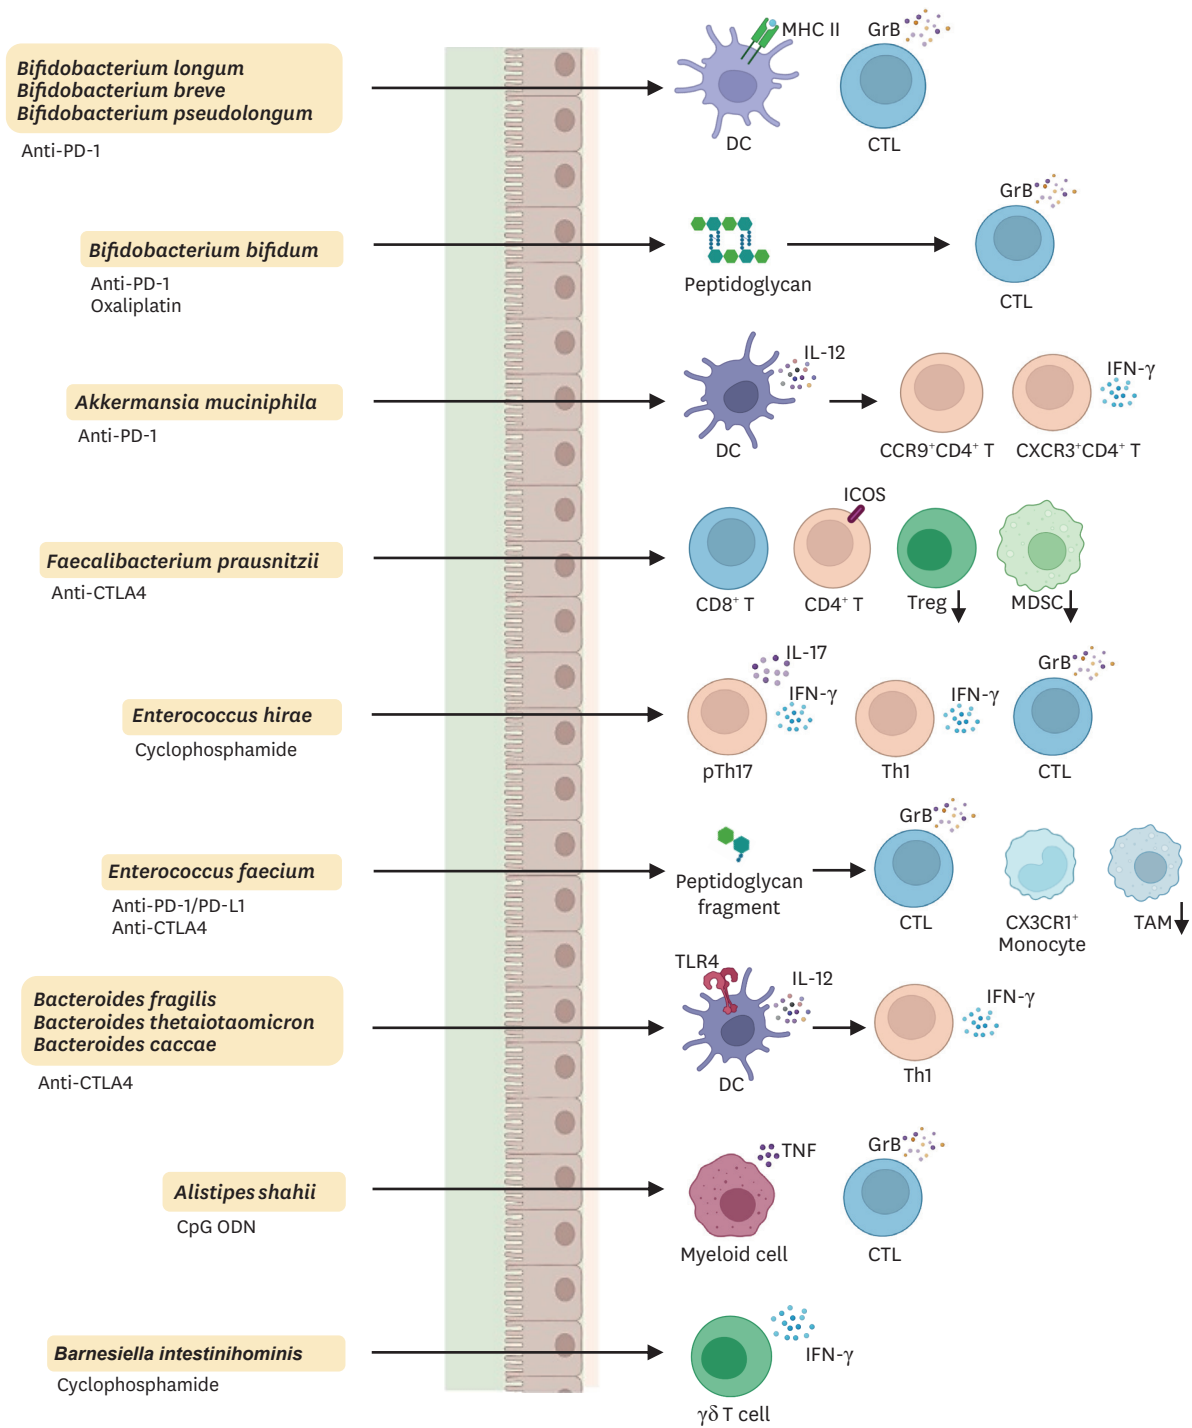 Bifidobacterium longum
Bifidobacterium breve
Bifidobacterium pseudolongum
Anti-PD-1
MHC II
DC
GrB
CTL
Bifidobacterium bifidum
Anti-PD-1
Oxaliplatin
Peptidoglycan
GrB
CTL
Akkermansia muciniphila
Anti-PD-1
IL-12
DC
CCR9⁺CD4⁺ T
IFN-γ
CXCR3⁺CD4⁺ T
Faecalibacterium prausnitzii
Anti-CTLA4
CD8⁺ T
ICOS
CD4⁺ T
Treg
MDSC
Enterococcus hirae
Cyclophosphamide
IL-17
IFN-γ
pTh17
IFN-γ
Th1
GrB
CTL
Enterococcus faecium
Anti-PD-1/PD-L1
Anti-CTLA4
Peptidoglycan
fragment
GrB
CTL
CX3CR1⁺
Monocyte
TAM
Bacteroides fragilis
Bacteroides thetaiotaomicron
Bacteroides caccae
Anti-CTLA4
TLR4
IL-12
DC
IFN-γ
Th1
Alistipes shahii
CpG ODN
TNF
Myeloid cell
GrB
CTL
Barnesiella intestinihominis
Cyclophosphamide
IFN-γ
γδ T cell